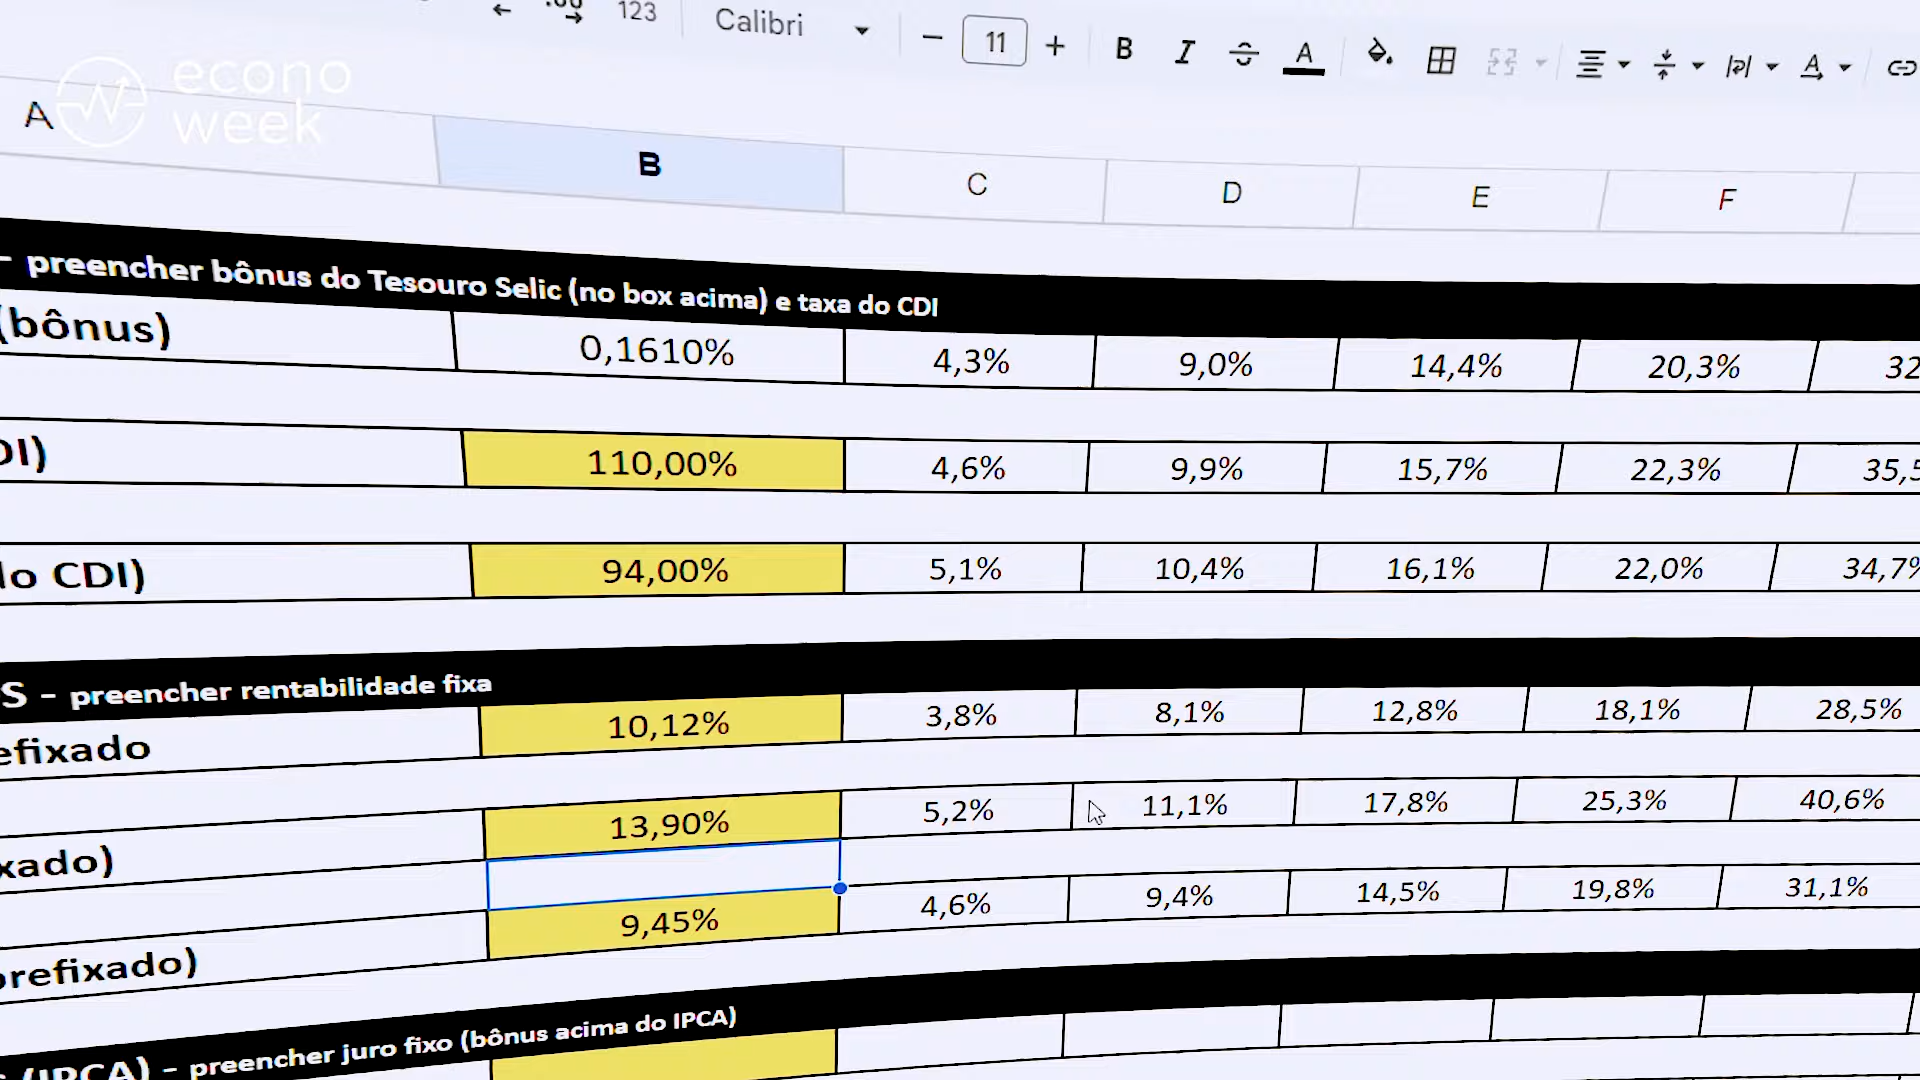 123 Calibri 11 B I A A
econo
week
A B C D E F
– preencher bônus do Tesouro Selic (no box acima) e taxa do CDI
(bônus) 0,1610% 4,3% 9,0% 14,4% 20,3% 32
DI) 110,00% 4,6% 9,9% 15,7% 22,3% 35,5
do CDI) 94,00% 5,1% 10,4% 16,1% 22,0% 34,7%
S – preencher rentabilidade fixa
efixado 10,12% 3,8% 8,1% 12,8% 18,1% 28,5%
xado) 13,90% 5,2% 11,1% 17,8% 25,3% 40,6%
prefixado) 9,45% 4,6% 9,4% 14,5% 19,8% 31,1%
(IPCA) – preencher juro fixo (bônus acima do IPCA)